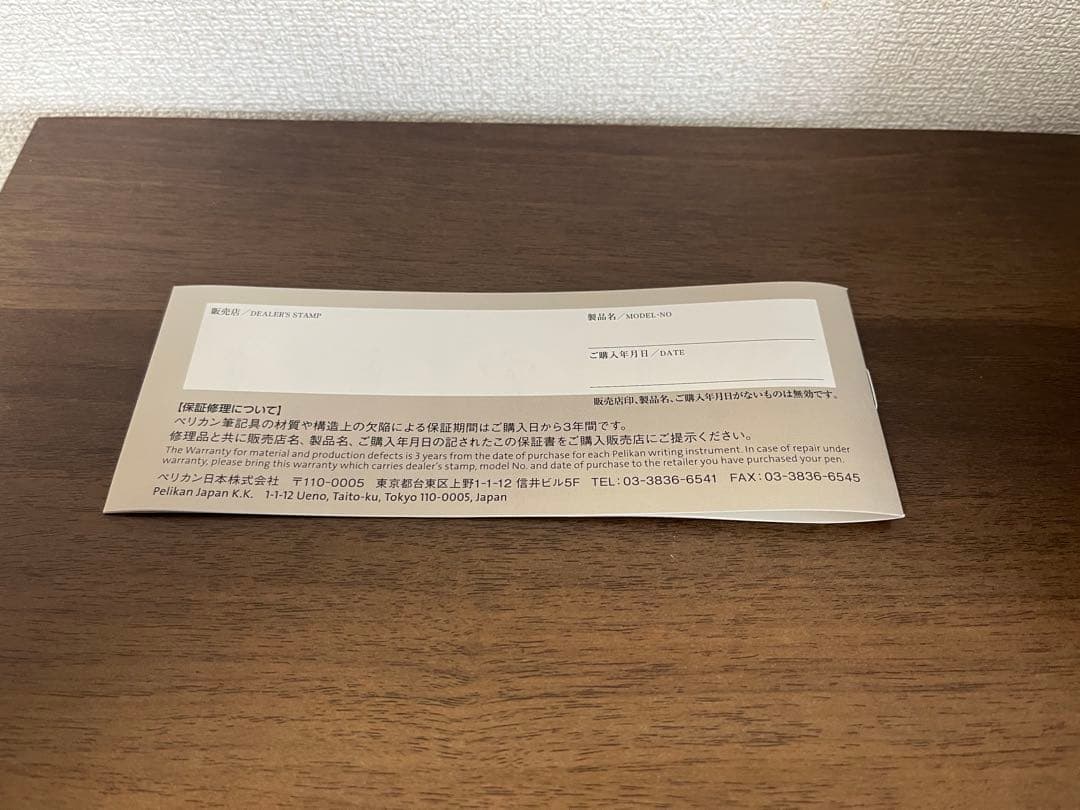 販売店/DEALER'S STAMP
製品名/MODEL-NO
ご購入年月日/DATE
販売店印、製品名、ご購入年月日がないものは無効です。
【保証修理について】
ペリカン筆記具の材質や構造上の欠陥による保証期間はご購入日から3年間です。
修理品と共に販売店名、製品名、ご購入年月日の記されたこの保証書をご購入販売店にご提示ください。
The Warranty for material and production defects is 3 years from the date of purchase for each Pelikan writing instrument. In case of repair under
warranty, please bring this warranty which carries dealer's stamp, model No. and date of purchase to the retailer you have purchased your pen.
ペリカン日本株式会社 〒110-0005 東京都台東区上野1-1-12 信井ビル5F TEL:03-3836-6541 FAX:03-3836-6545
Pelikan Japan K.K. 1-1-12 Ueno, Taito-ku, Tokyo 110-0005, Japan